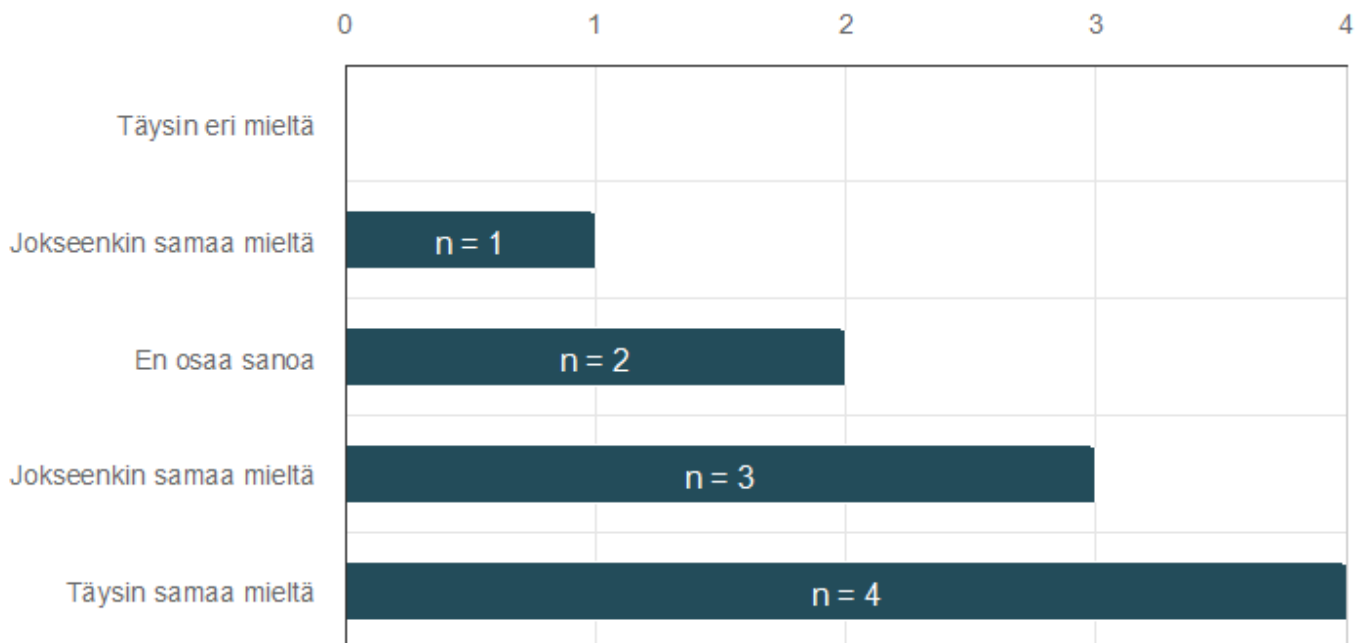 0 1 2 3 4
Täysin eri mieltä
Jokseenkin samaa mieltä n = 1
En osaa sanoa n = 2
Jokseenkin samaa mieltä n = 3
Täysin samaa mieltä n = 4